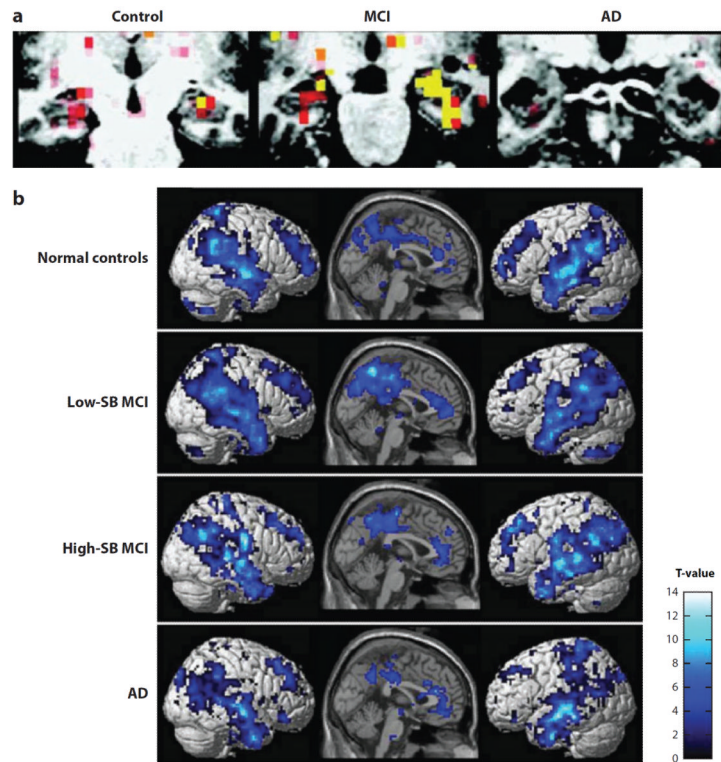 a
Control
MCI
AD
b
Normal controls
Low-SB MCI
High-SB MCI
AD
T-value
14
12
10
8
6
4
2
0